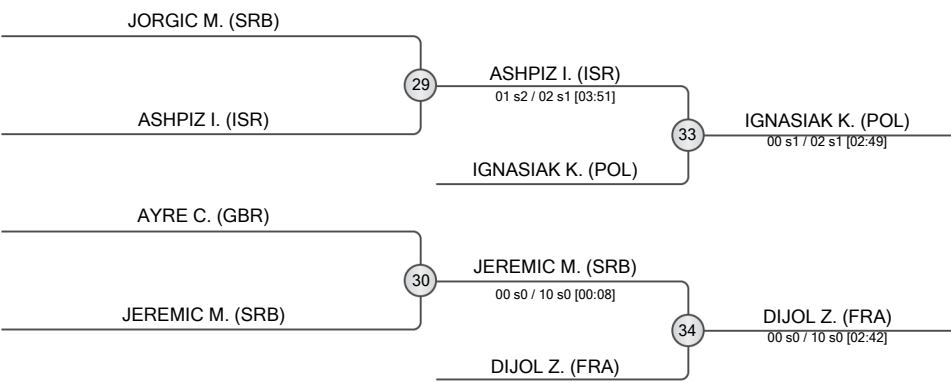 JORGIC M. (SRB)
29
ASHPIZ I. (ISR)
01 s2 / 02 s1 [03:51]
ASHPIZ I. (ISR)
33
IGNASIAK K. (POL)
00 s1 / 02 s1 [02:49]
IGNASIAK K. (POL)
AYRE C. (GBR)
30
JEREMIC M. (SRB)
00 s0 / 10 s0 [00:08]
JEREMIC M. (SRB)
34
DIJOL Z. (FRA)
00 s0 / 10 s0 [02:42]
DIJOL Z. (FRA)